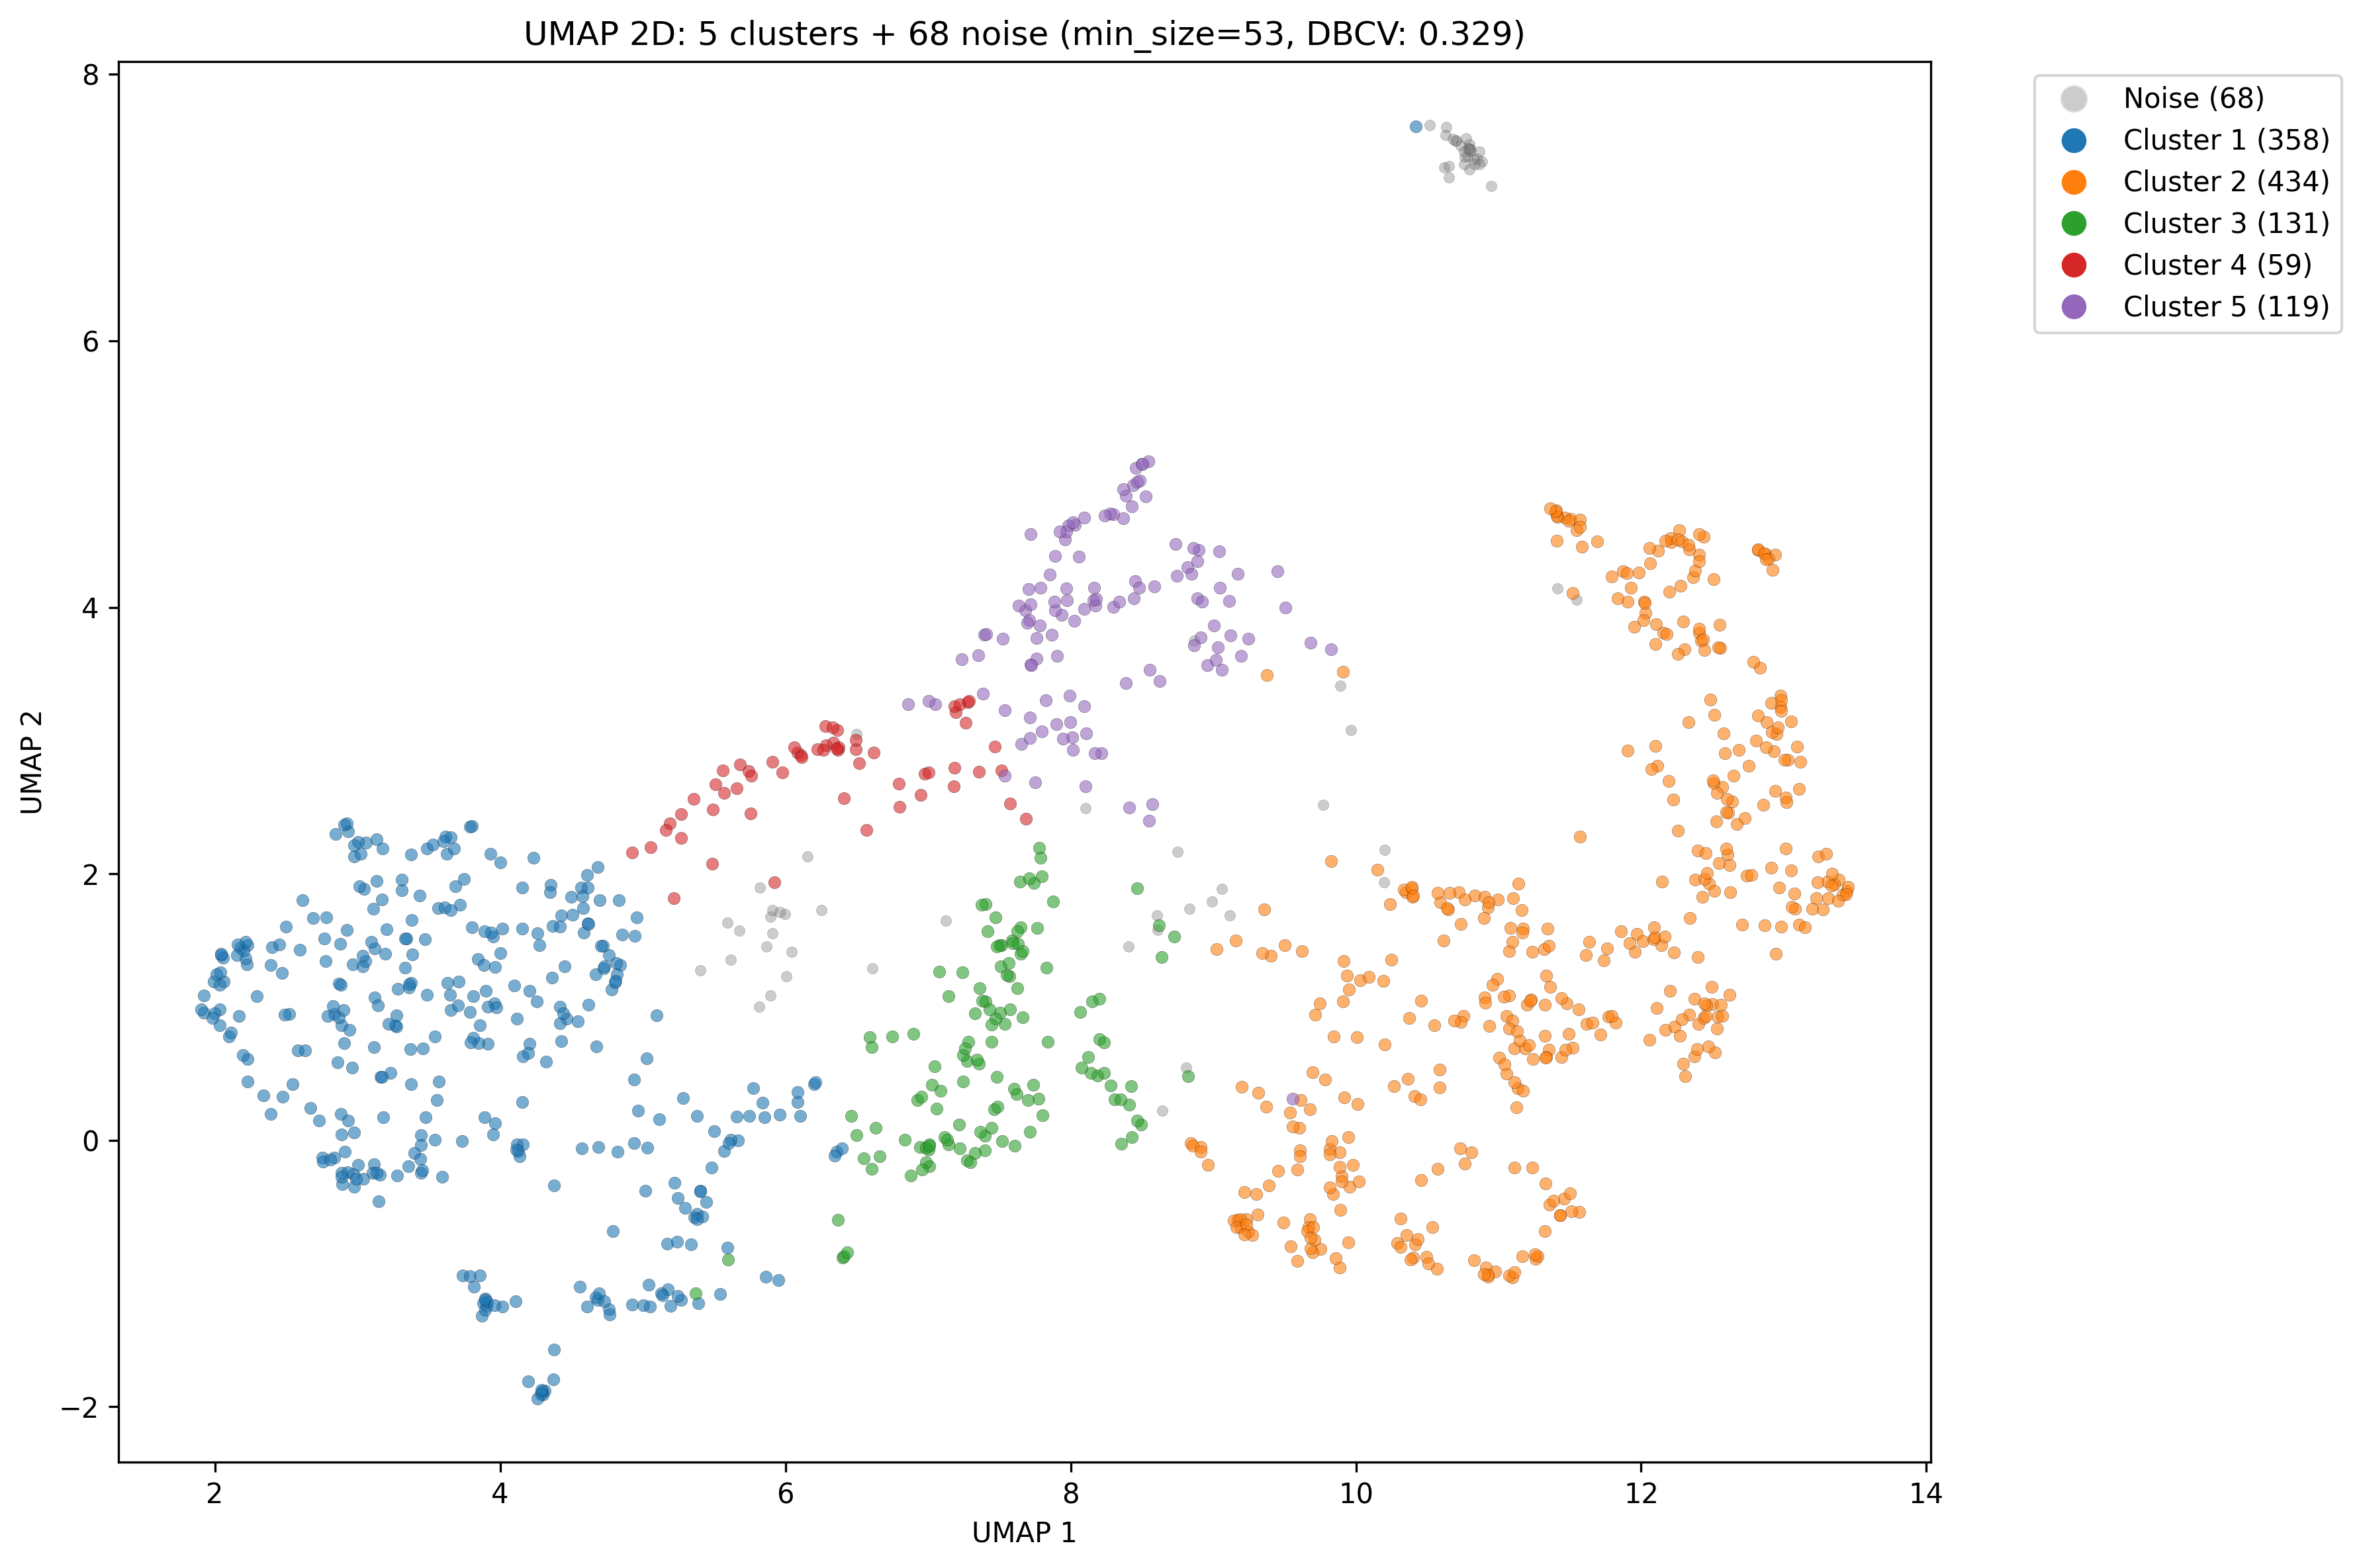 UMAP 2D: 5 clusters + 68 noise (min_size=53, DBCV: 0.329)
Noise (68)
Cluster 1 (358)
Cluster 2 (434)
Cluster 3 (131)
Cluster 4 (59)
Cluster 5 (119)
UMAP 2
8
6
4
2
0
−2
2 4 6 8 10 12 14
UMAP 1